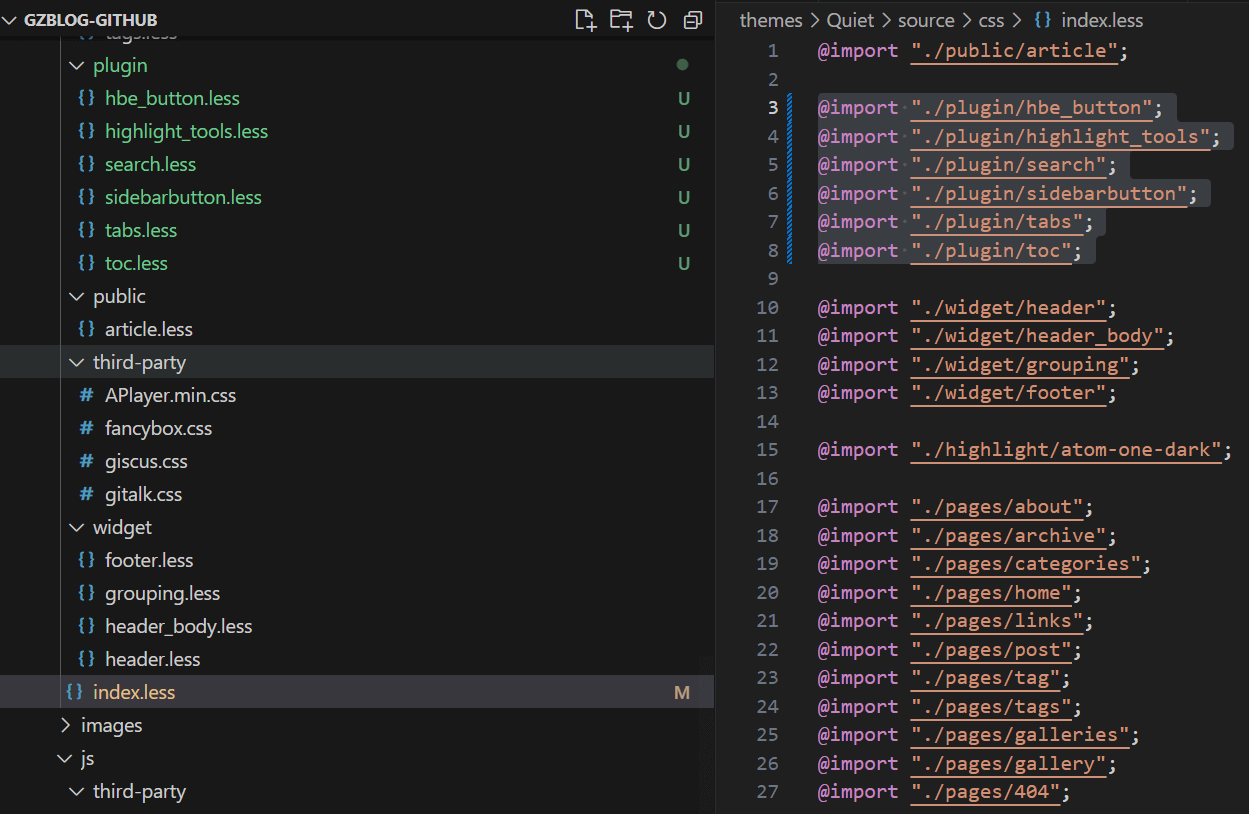 GZBLOG-GITHUB
tags.less
plugin
hbe_button.less U
highlight_tools.less U
search.less U
sidebarbutton.less U
tabs.less U
toc.less U
public
article.less
third-party
# APlayer.min.css
# fancybox.css
# giscus.css
# gitalk.css
widget
footer.less
grouping.less
header_body.less
header.less
index.less M
images
js
third-party
themes > Quiet > source > css > {} index.less
1 @import "./public/article";
2
3 @import "./plugin/hbe_button";
4 @import "./plugin/highlight_tools";
5 @import "./plugin/search";
6 @import "./plugin/sidebarbutton";
7 @import "./plugin/tabs";
8 @import "./plugin/toc";
9
10 @import "./widget/header";
11 @import "./widget/header_body";
12 @import "./widget/grouping";
13 @import "./widget/footer";
14
15 @import "./highlight/atom-one-dark";
16
17 @import "./pages/about";
18 @import "./pages/archive";
19 @import "./pages/categories";
20 @import "./pages/home";
21 @import "./pages/links";
22 @import "./pages/post";
23 @import "./pages/tag";
24 @import "./pages/tags";
25 @import "./pages/galleries";
26 @import "./pages/gallery";
27 @import "./pages/404";